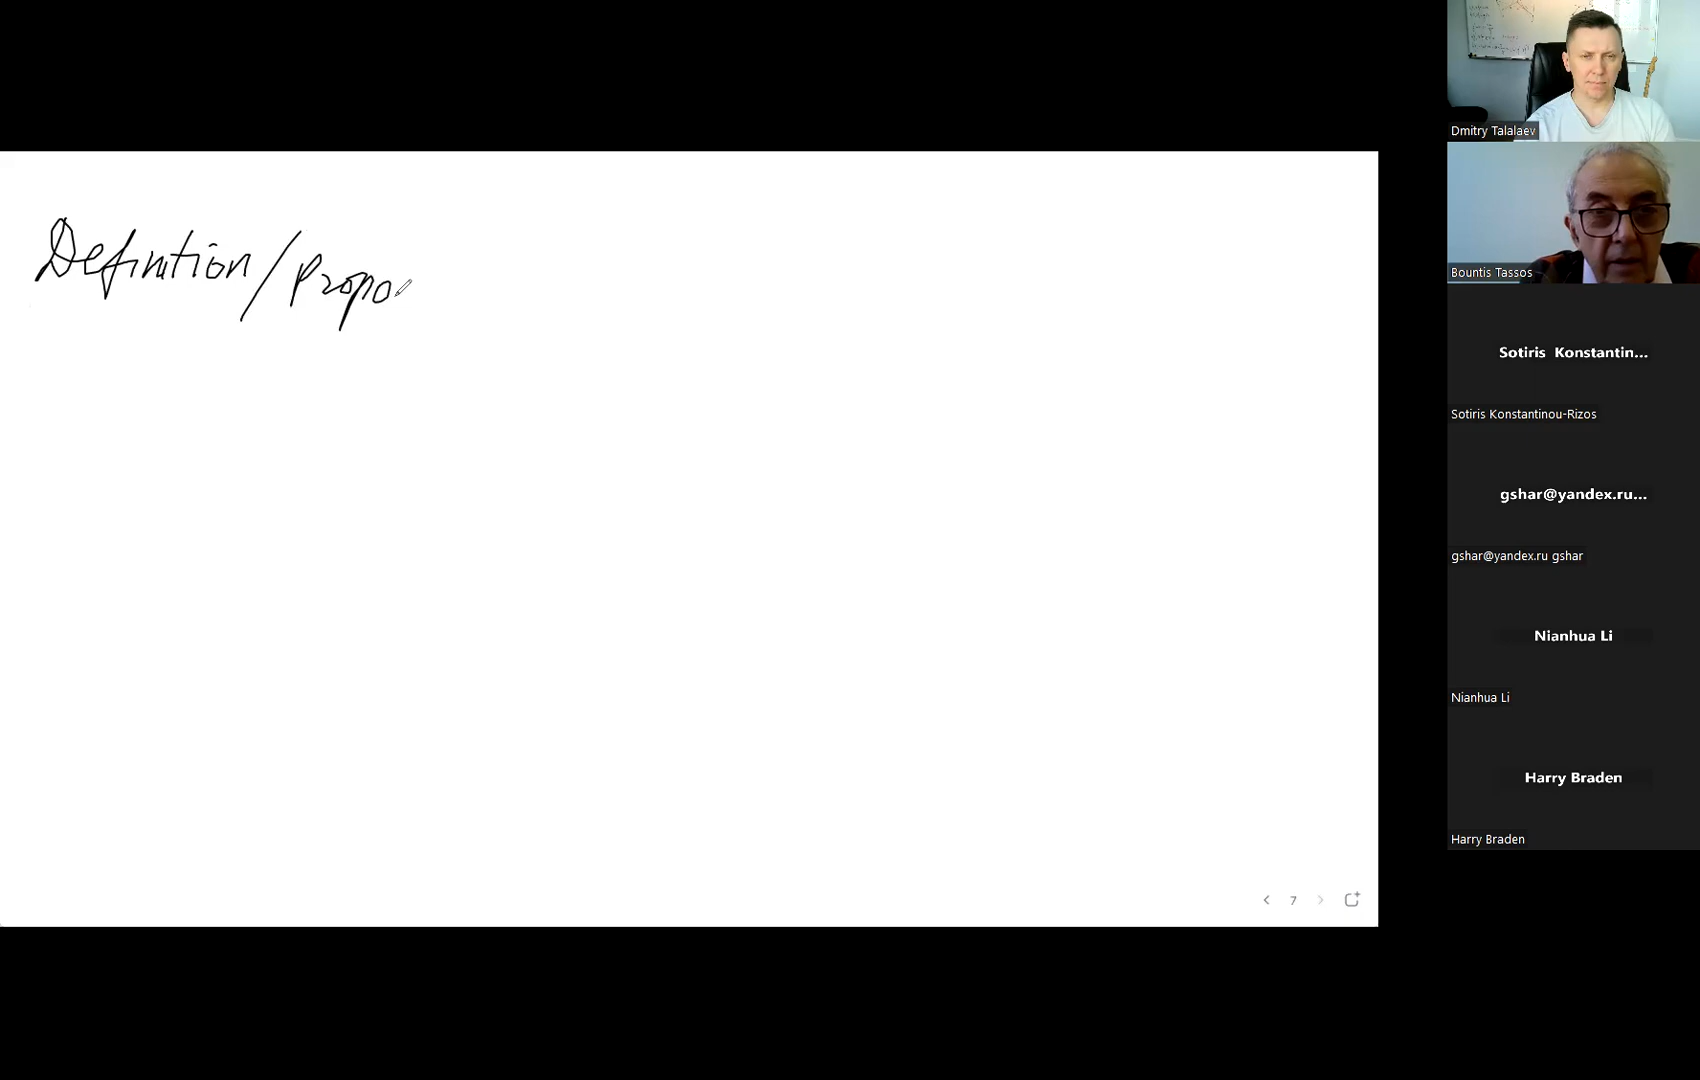 Definition/Propo
7
Dmitry Talalaev
Bountis Tassos
Sotiris Konstantin...
Sotiris Konstantinou-Rizos
gshar@yandex.ru...
gshar@yandex.ru gshar
Nianhua Li
Nianhua Li
Harry Braden
Harry Braden